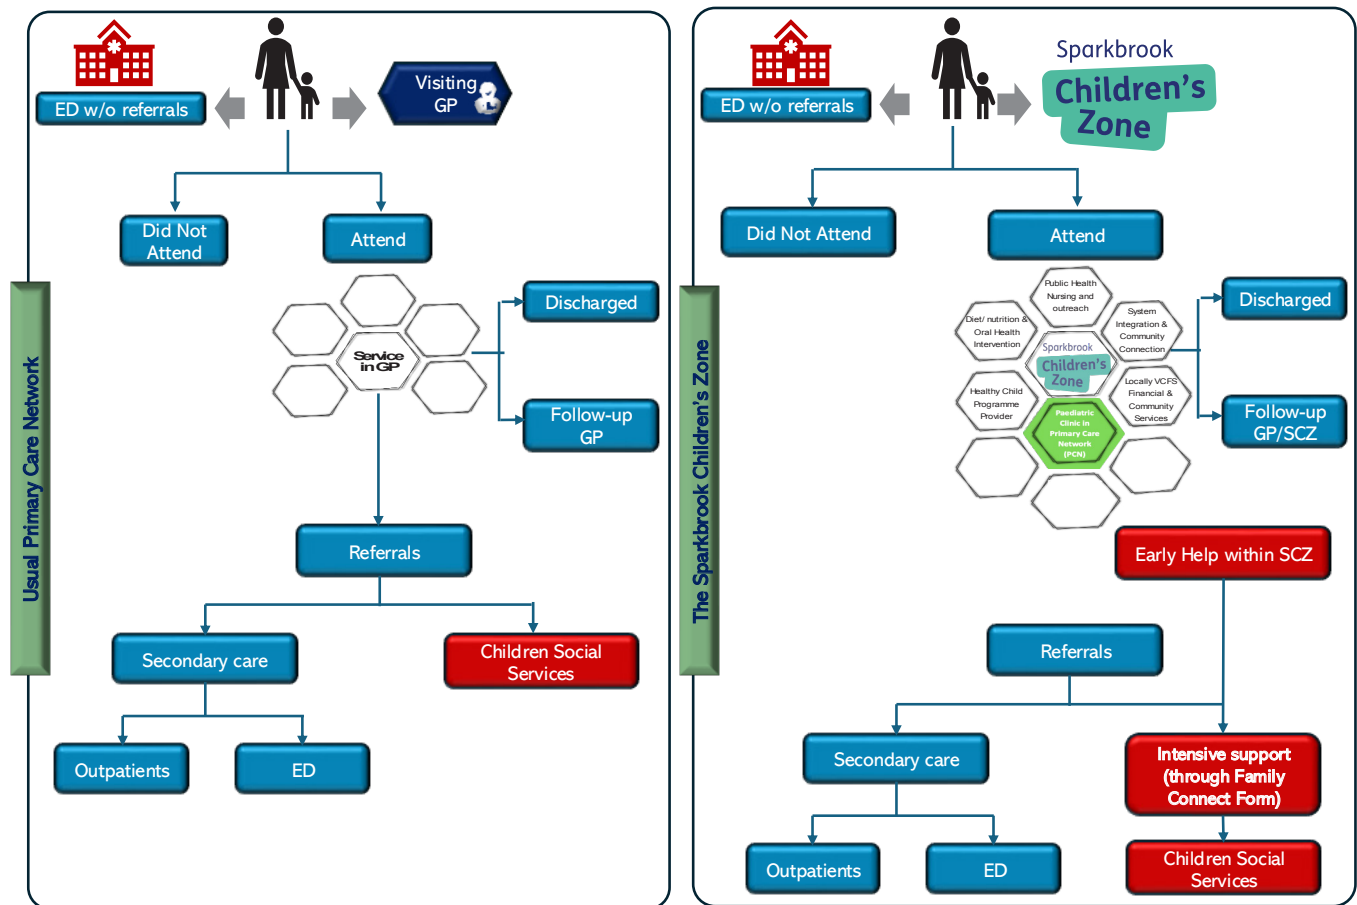 Usual Primary Care Network
ED w/o referrals
Visiting
GP
Did Not
Attend
Attend
Service
in GP
Discharged
Follow-up
GP
Referrals
Secondary care
Children Social
Services
Outpatients
ED
The Sparkbrook Children's Zone
ED w/o referrals
Sparkbrook
Children's
Zone
Did Not Attend
Attend
Public Health
Nursing and
outreach
Diet/ nutrition &
Oral Health
Intervention
System
Integration &
Community
Connection
Sparkbrook
Children's
Zone
Healthy Child
Programme
Provider
Locally VCFS
Financial &
Community
Services
Paediatric
Clinic in
Primary Care
Network
(PCN)
Discharged
Follow-up
GP/SCZ
Early Help within SCZ
Referrals
Secondary care
Intensive support
(through Family
Connect Form)
Outpatients
ED
Children Social
Services